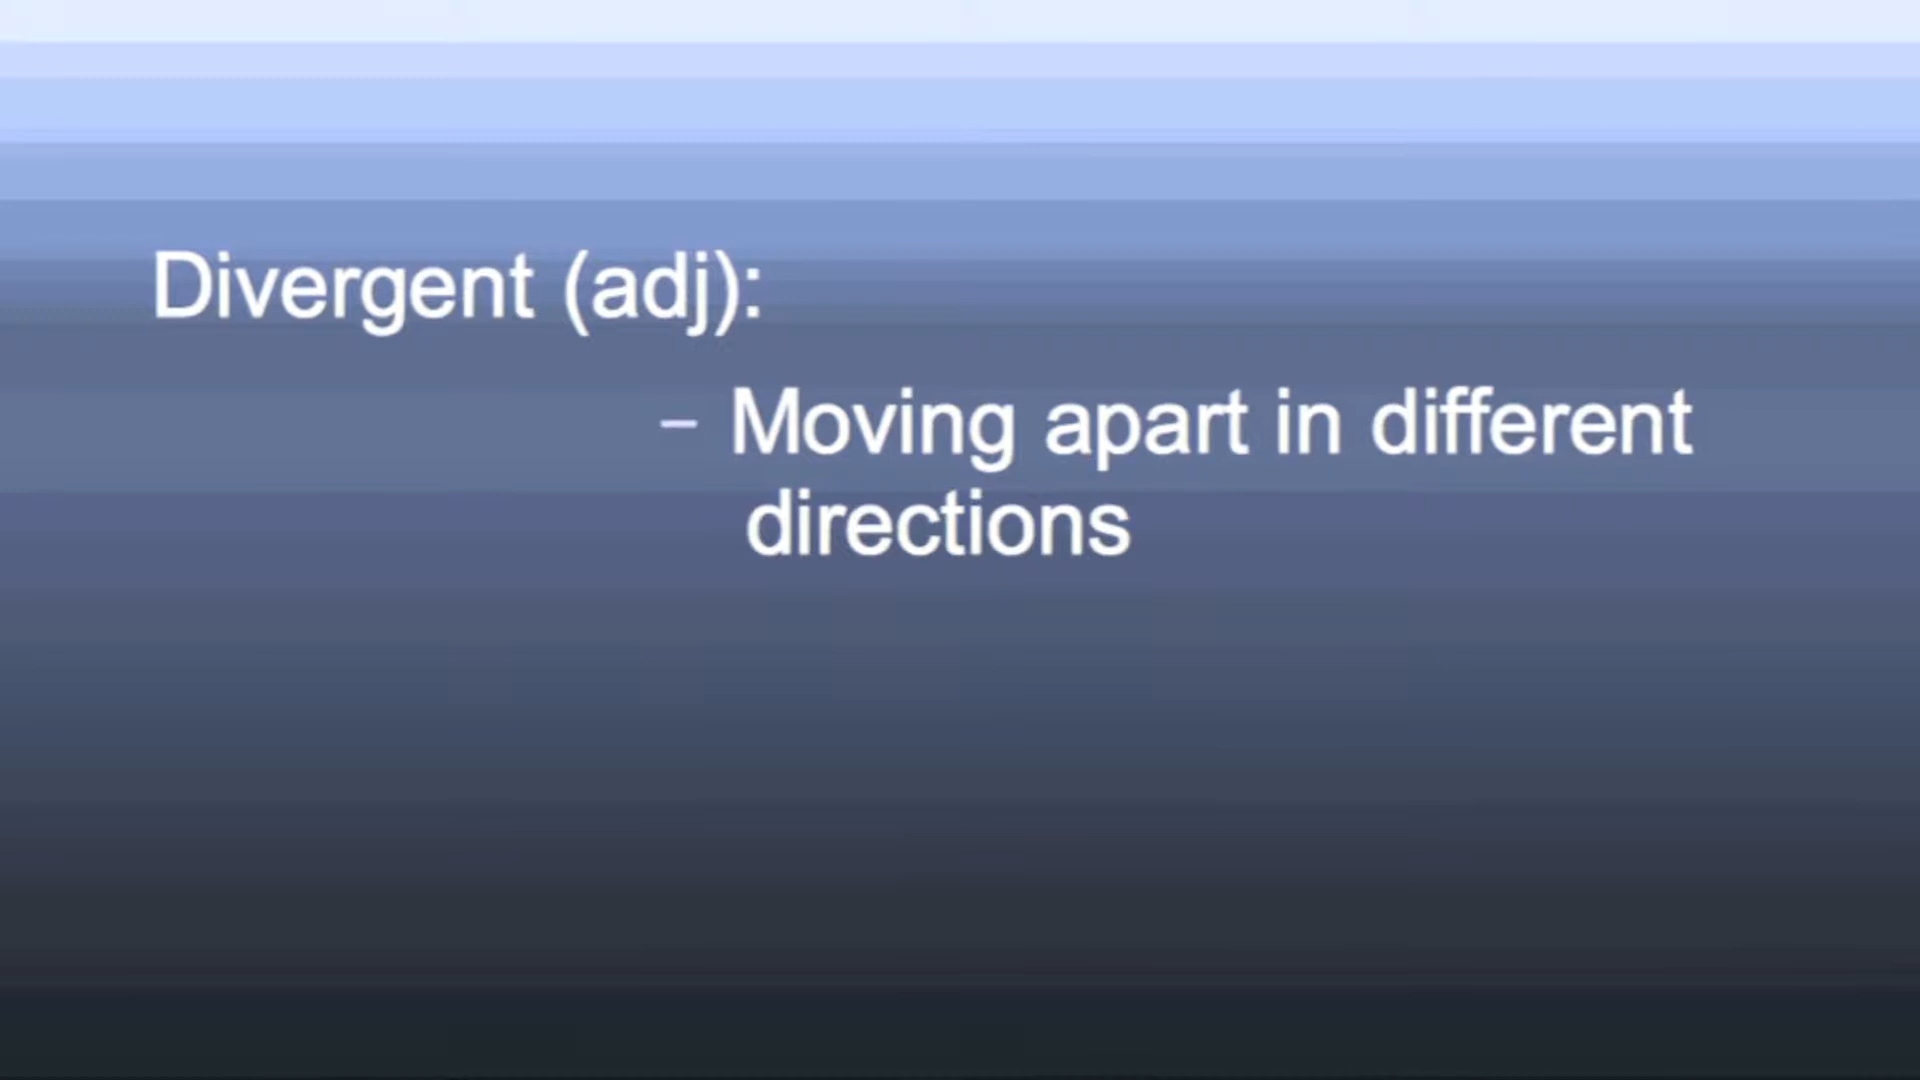 Divergent (adj):
– Moving apart in different
directions